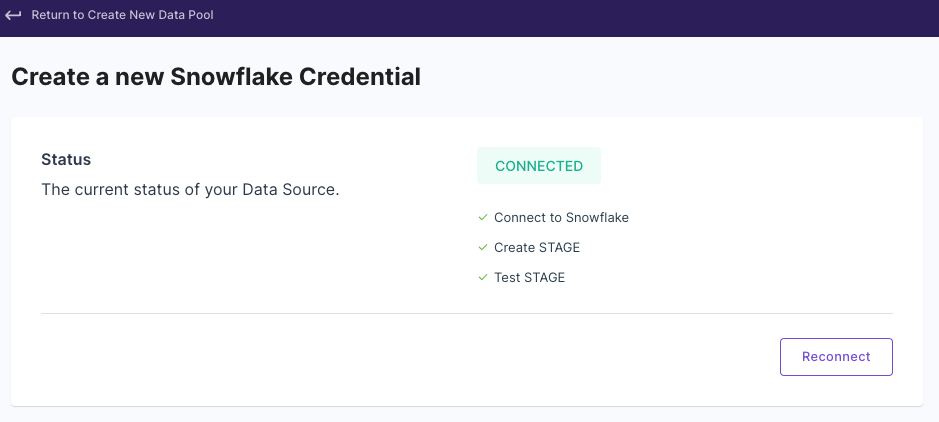 Return to Create New Data Pool
Create a new Snowflake Credential
Status
The current status of your Data Source.
CONNECTED
Connect to Snowflake
Create STAGE
Test STAGE
Reconnect